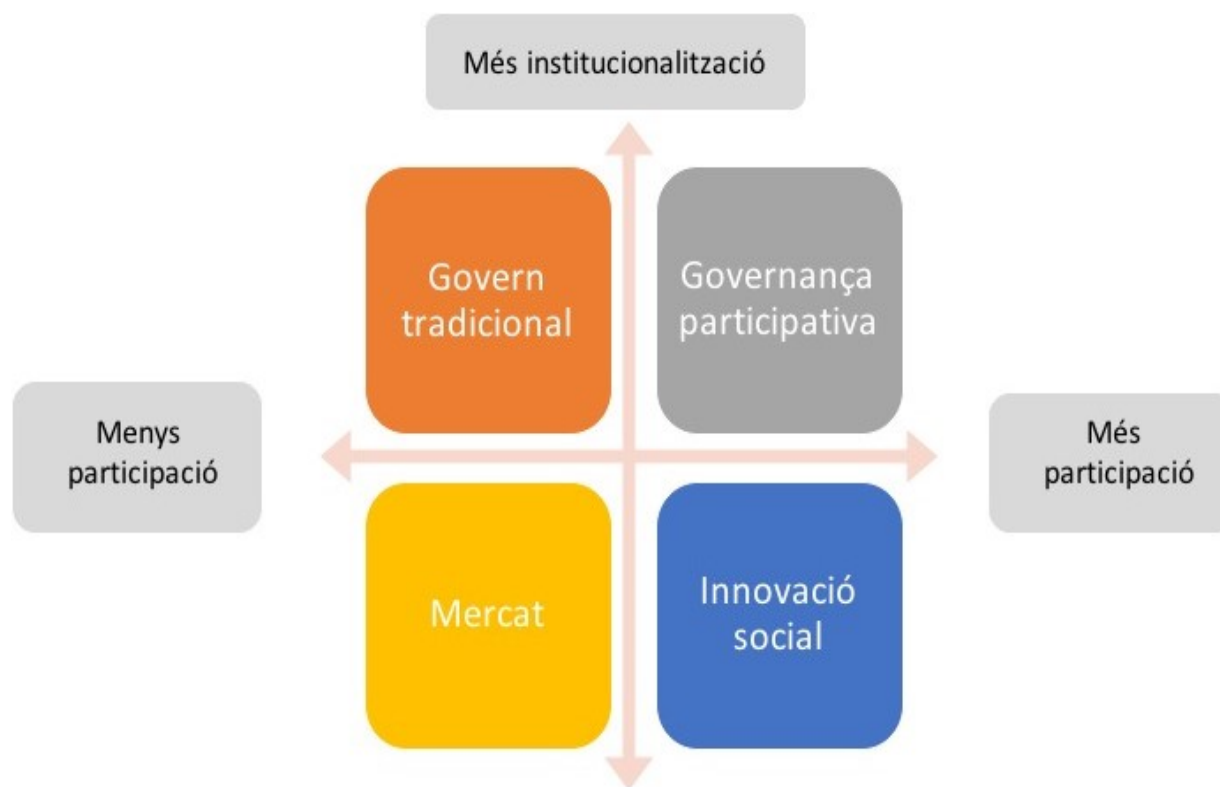 Més institucionalització
Govern
tradicional
Governança
participativa
Menys
participació
Més
participació
Mercat
Innovació
social